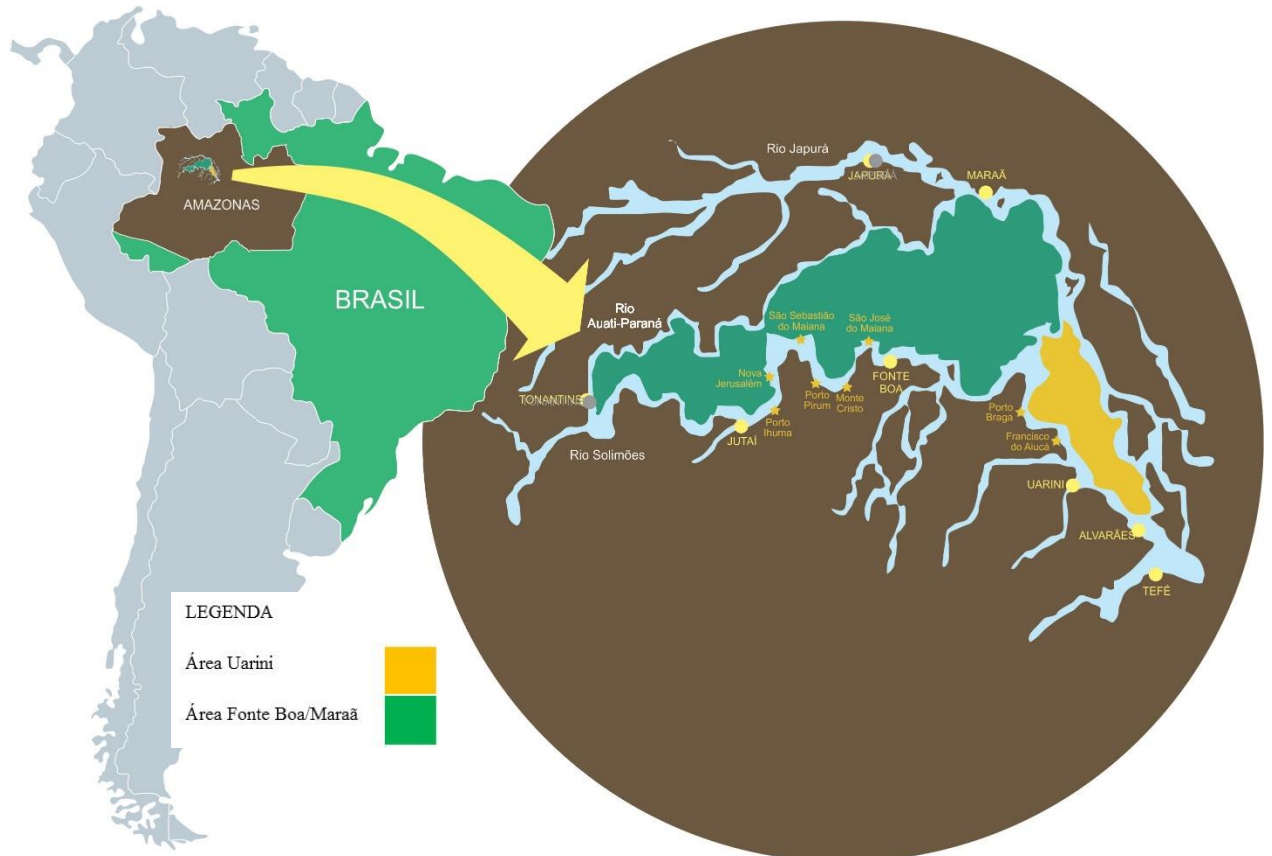 AMAZONAS
BRASIL
Rio Japurá
JAPURÁ
MARAÃ
Rio
Auati-Paraná
São Sebastião
do Maiana
São José
do Maiana
Nova
Jerusalém
FONTE
BOA
TONANTINS
Porto
Pirum
Monte
Cristo
Porto
Ihuma
Porto
Braga
JUTAÍ
Francisco
do Aiucá
Rio Solimões
UARINI
ALVARÃES
TEFÉ
LEGENDA
Área Uarini
Área Fonte Boa/Maraã